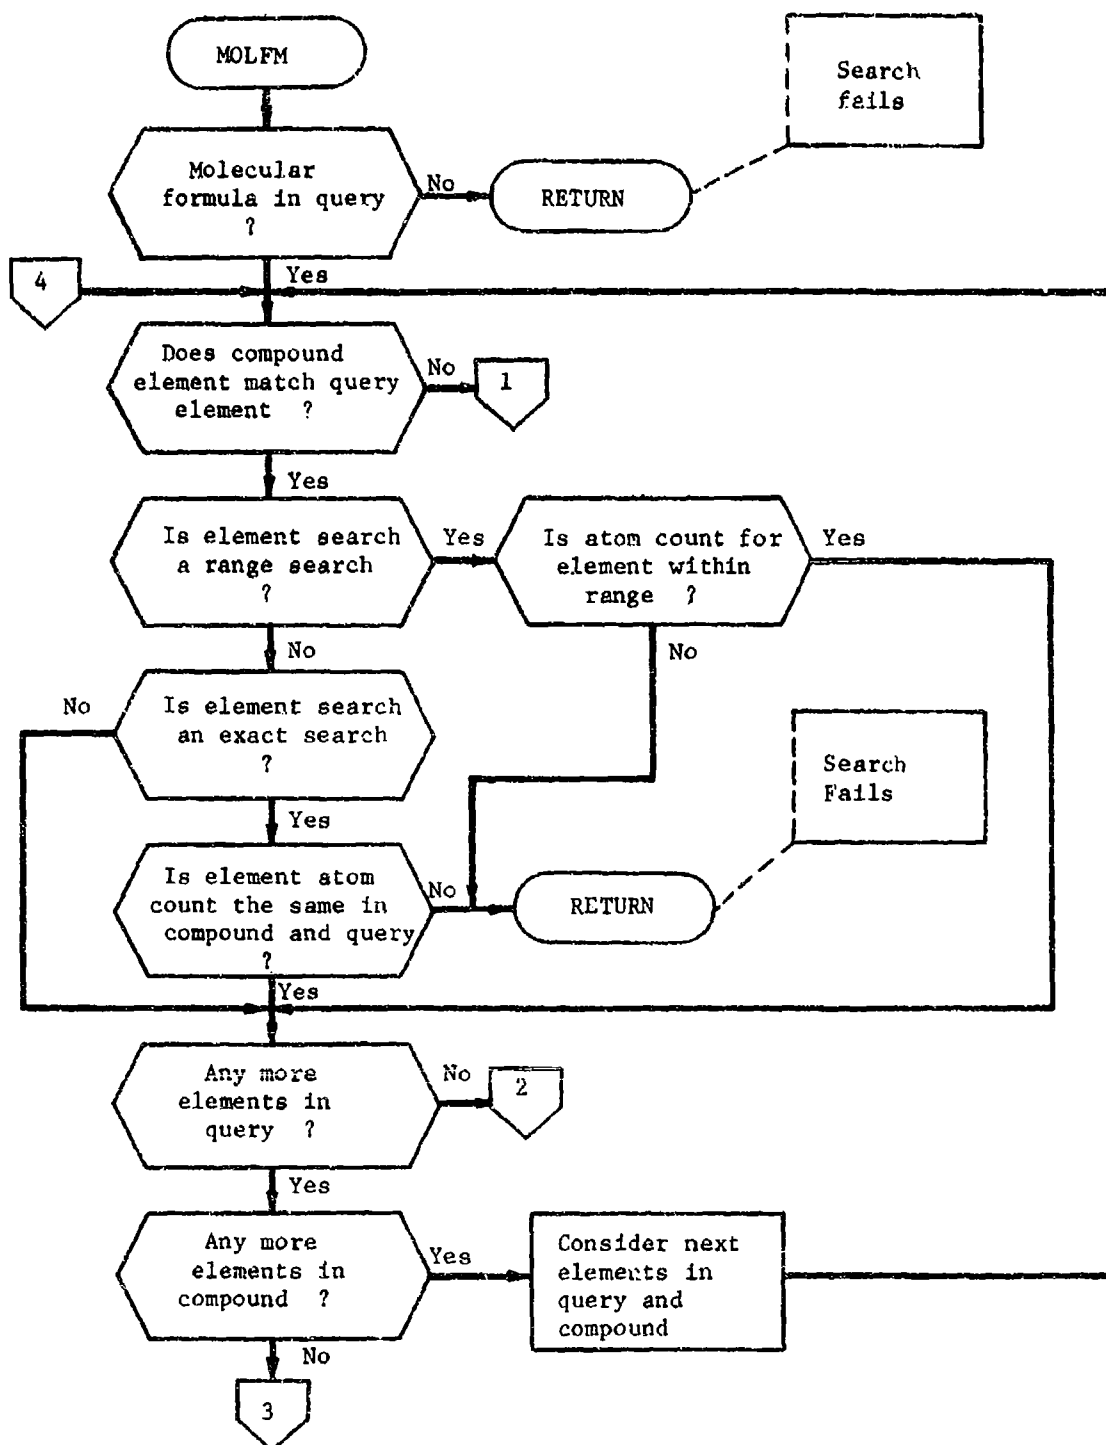 MOLFM
Search
fails
Molecular
formula in query
?
No
RETURN
Yes
4
Does compound
element match query
element ?
No
1
Yes
Is element search
a range search
?
Yes
Is atom count for
element within
range ?
Yes
No
No
No
Is element search
an exact search
?
Search
Fails
Yes
Is element atom
count the same in
compound and query
?
No
RETURN
Yes
Any more
elements in
query ?
No
2
Yes
Any more
elements in
compound ?
Yes
Consider next
elements in
query and
compound
No
3